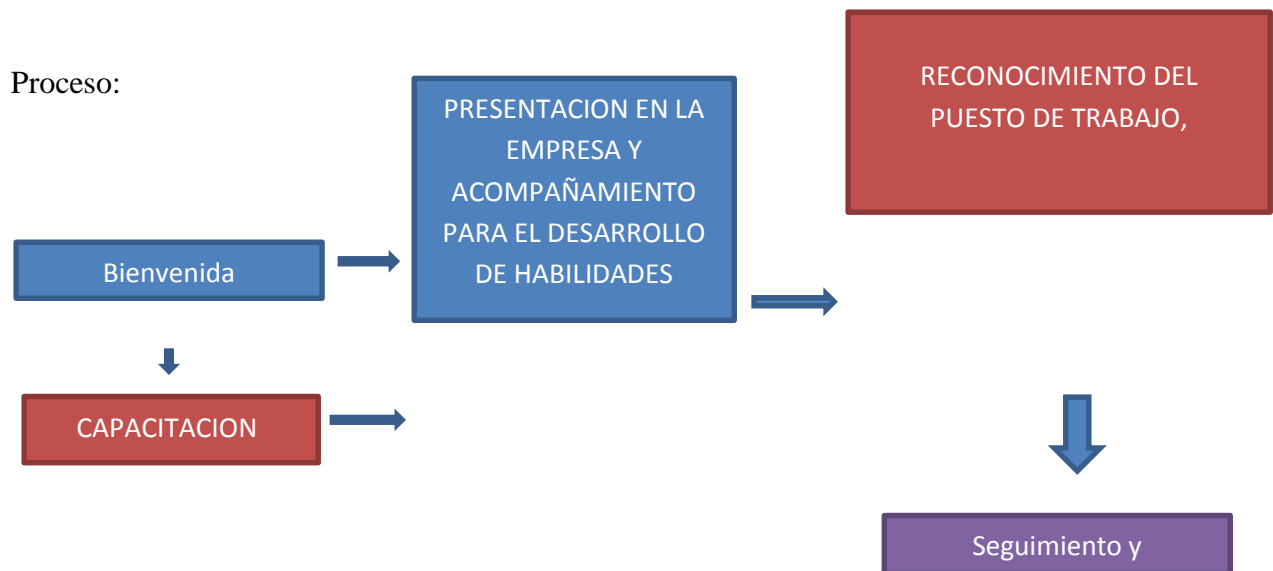 Proceso:
Bienvenida
CAPACITACION
PRESENTACION EN LA
EMPRESA Y
ACOMPAÑAMIENTO
PARA EL DESARROLLO
DE HABILIDADES
RECONOCIMIENTO DEL
PUESTO DE TRABAJO,
Seguimiento y